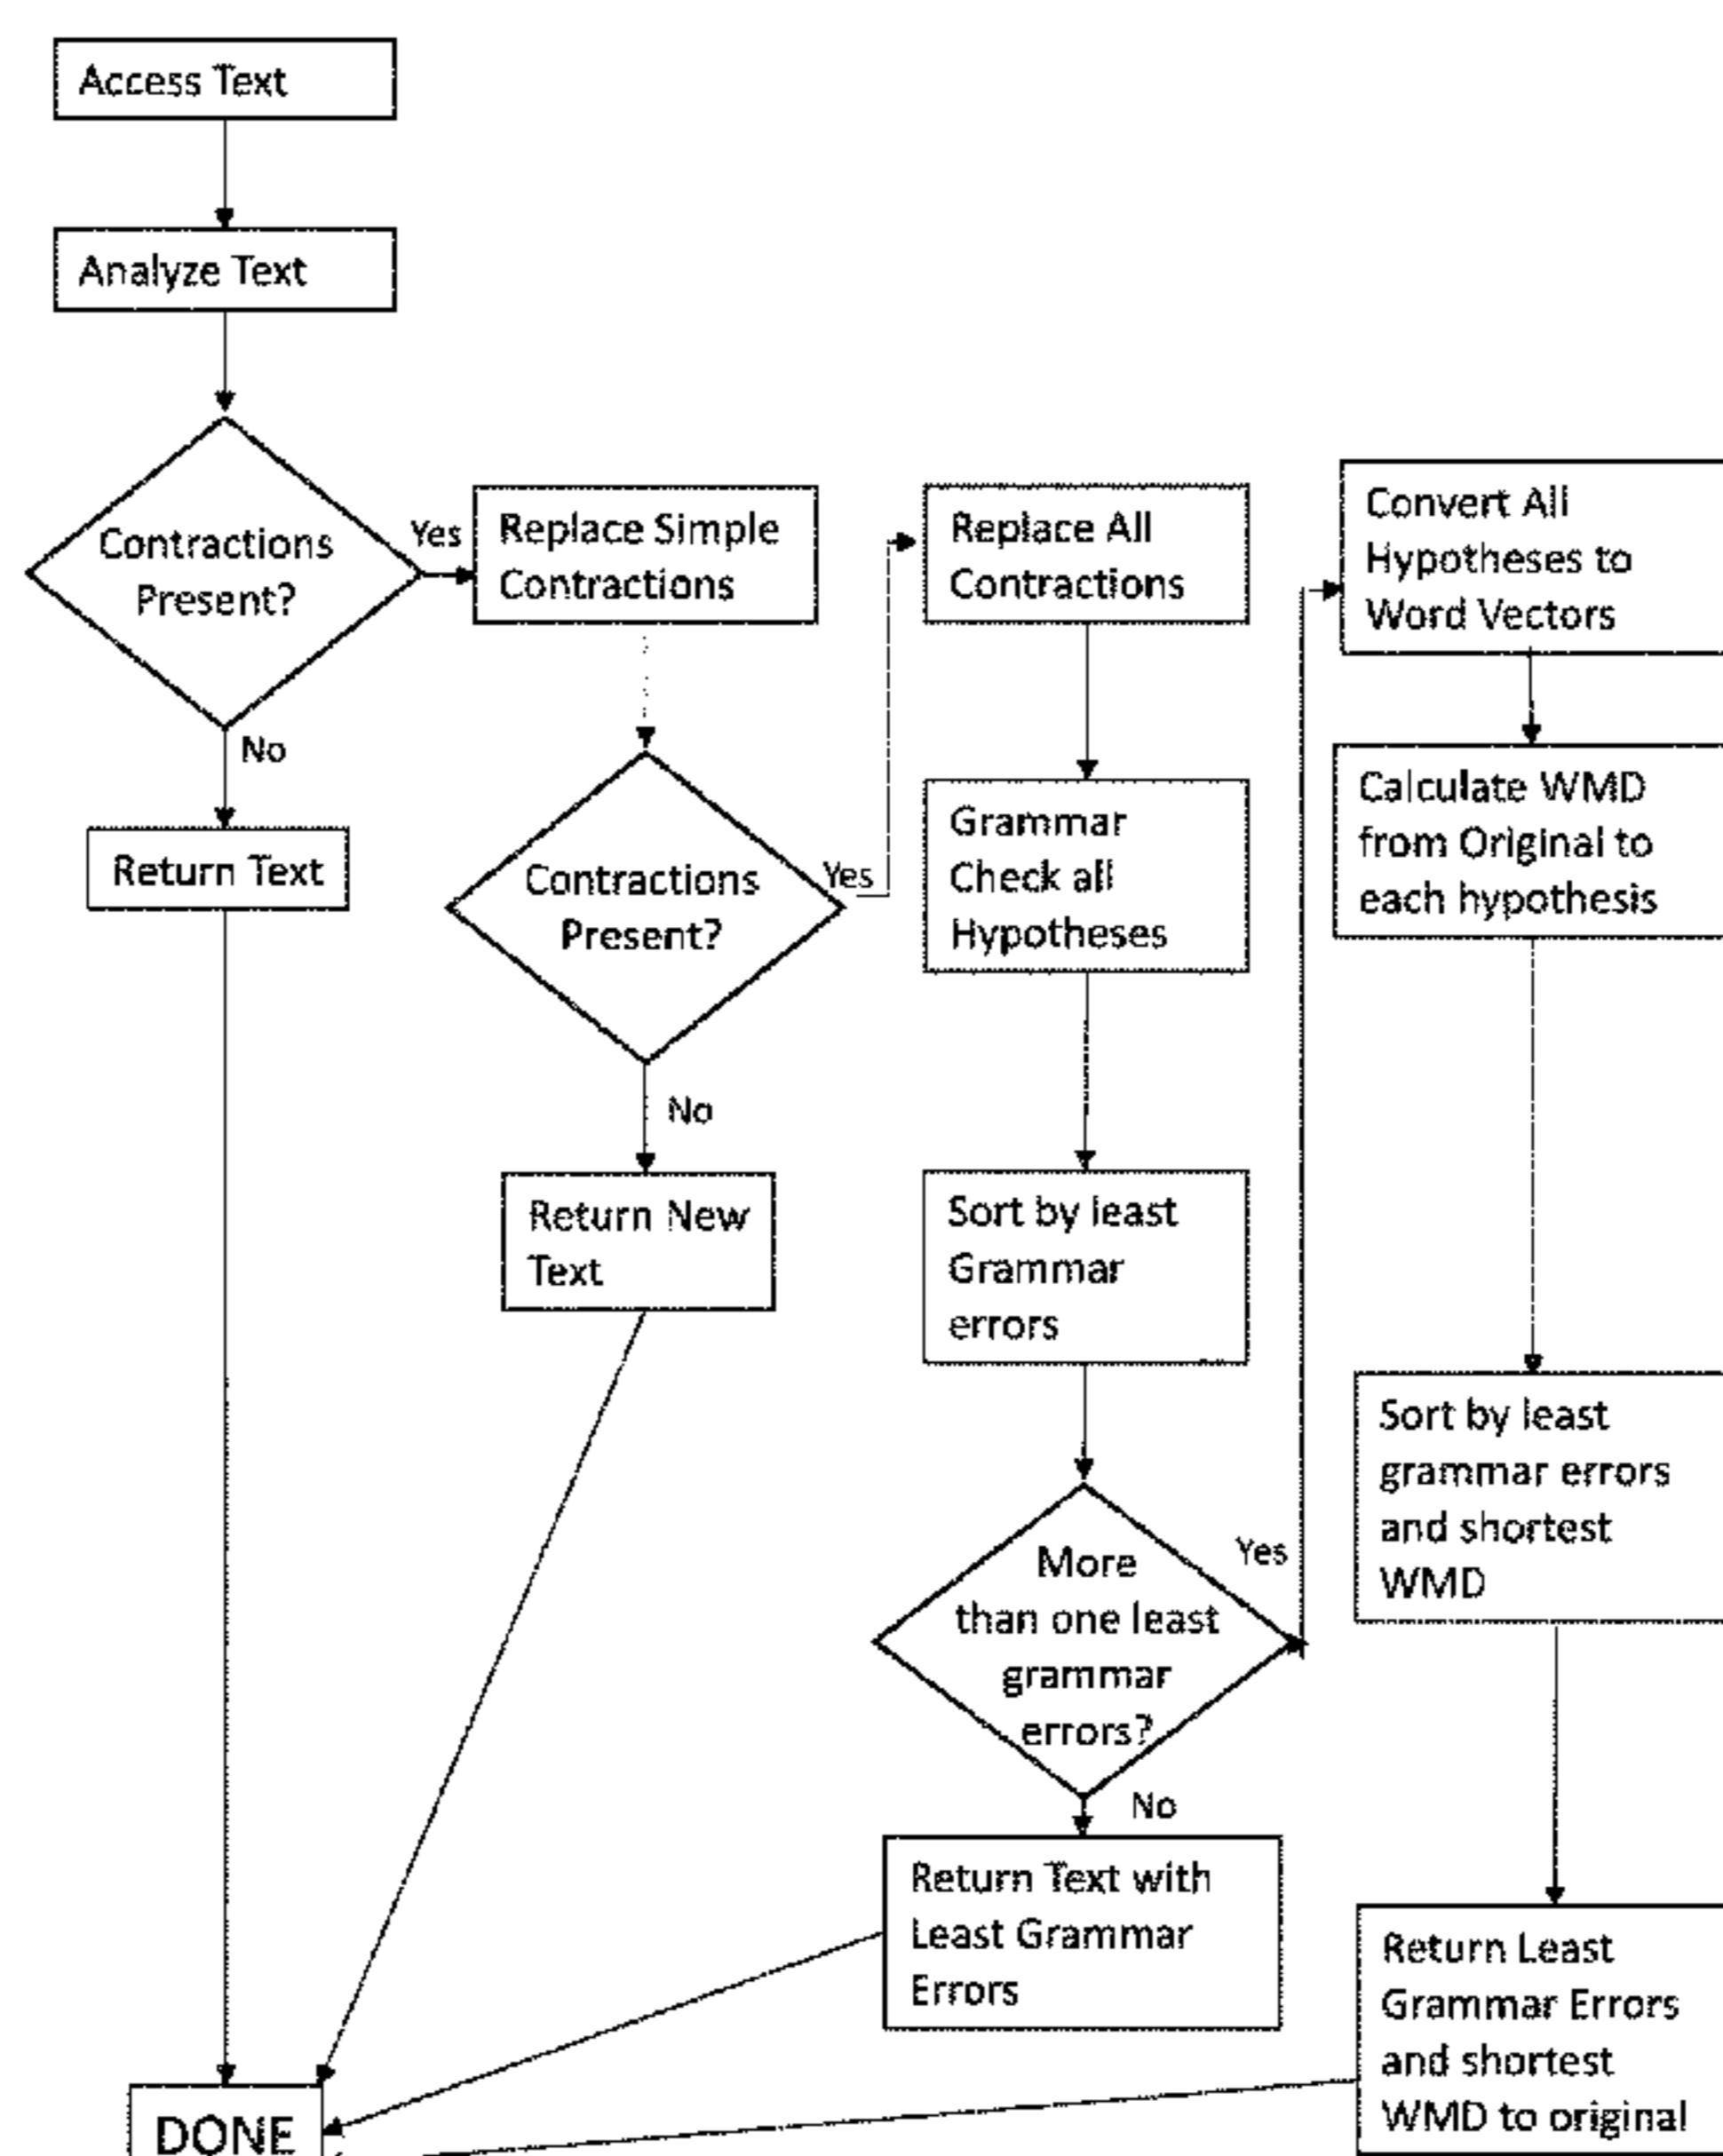 Access Text
Analyze Text
Contractions
Present?
Yes
No
Return Text
Replace Simple
Contractions
Contractions
Present?
Yes
No
Return New
Text
Replace All
Contractions
Grammar
Check all
Hypotheses
Sort by least
Grammar
errors
More
than one least
grammar
errors?
Yes
No
Return Text with
Least Grammar
Errors
Convert All
Hypotheses to
Word Vectors
Calculate WMD
from Original to
each hypothesis
Sort by least
grammar errors
and shortest
WMD
Return Least
Grammar Errors
and shortest
WMD to original
DONE